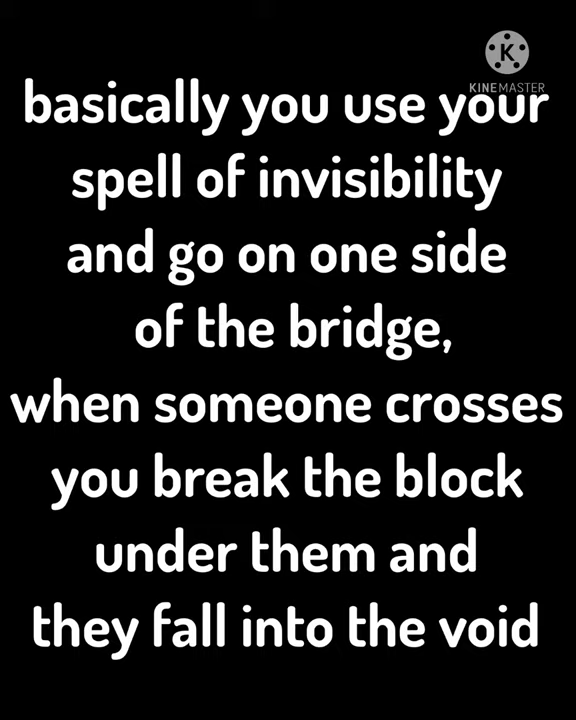 K
KINEMASTER
basically you use your
spell of invisibility
and go on one side
of the bridge,
when someone crosses
you break the block
under them and
they fall into the void